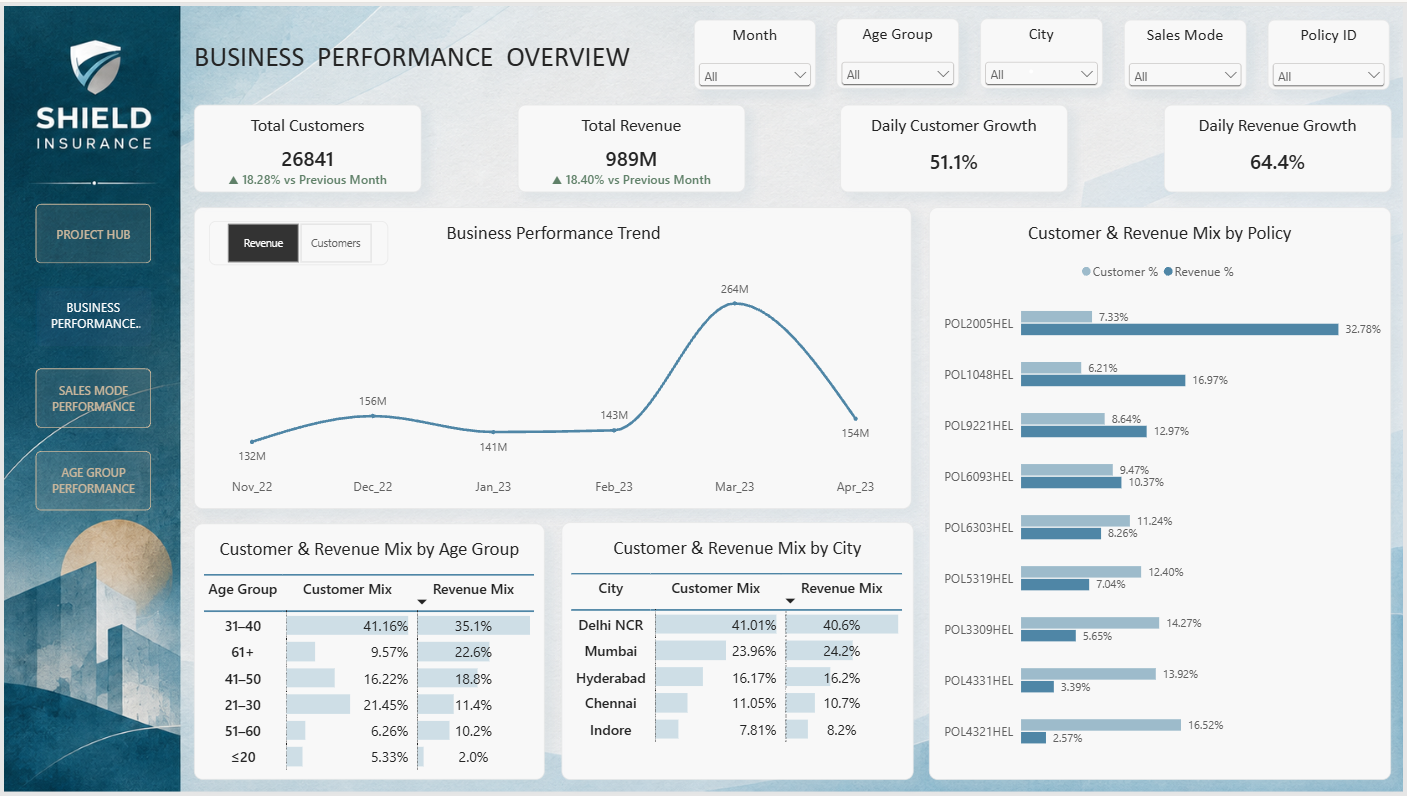 SHIELD
INSURANCE
PROJECT HUB
BUSINESS
PERFORMANCE..
SALES MODE
PERFORMANCE
AGE GROUP
PERFORMANCE
BUSINESS PERFORMANCE OVERVIEW
Month
All
Age Group
All
City
All
Sales Mode
All
Policy ID
All
Total Customers
26841
▲ 18.28% vs Previous Month
Total Revenue
989M
▲ 18.40% vs Previous Month
Daily Customer Growth
51.1%
Daily Revenue Growth
64.4%
Revenue
Customers
Business Performance Trend
132M
156M
141M
143M
264M
154M
Nov_22
Dec_22
Jan_23
Feb_23
Mar_23
Apr_23
Customer & Revenue Mix by Policy
Customer % Revenue %
POL2005HEL 7.33% 32.78%
POL1048HEL 6.21% 16.97%
POL9221HEL 8.64% 12.97%
POL6093HEL 9.47% 10.37%
POL6303HEL 11.24% 8.26%
POL5319HEL 12.40% 7.04%
POL3309HEL 14.27% 5.65%
POL4331HEL 13.92% 3.39%
POL4321HEL 16.52% 2.57%
Customer & Revenue Mix by Age Group
Age Group Customer Mix Revenue Mix
31–40 41.16% 35.1%
61+ 9.57% 22.6%
41–50 16.22% 18.8%
21–30 21.45% 11.4%
51–60 6.26% 10.2%
≤20 5.33% 2.0%
Customer & Revenue Mix by City
City Customer Mix Revenue Mix
Delhi NCR 41.01% 40.6%
Mumbai 23.96% 24.2%
Hyderabad 16.17% 16.2%
Chennai 11.05% 10.7%
Indore 7.81% 8.2%